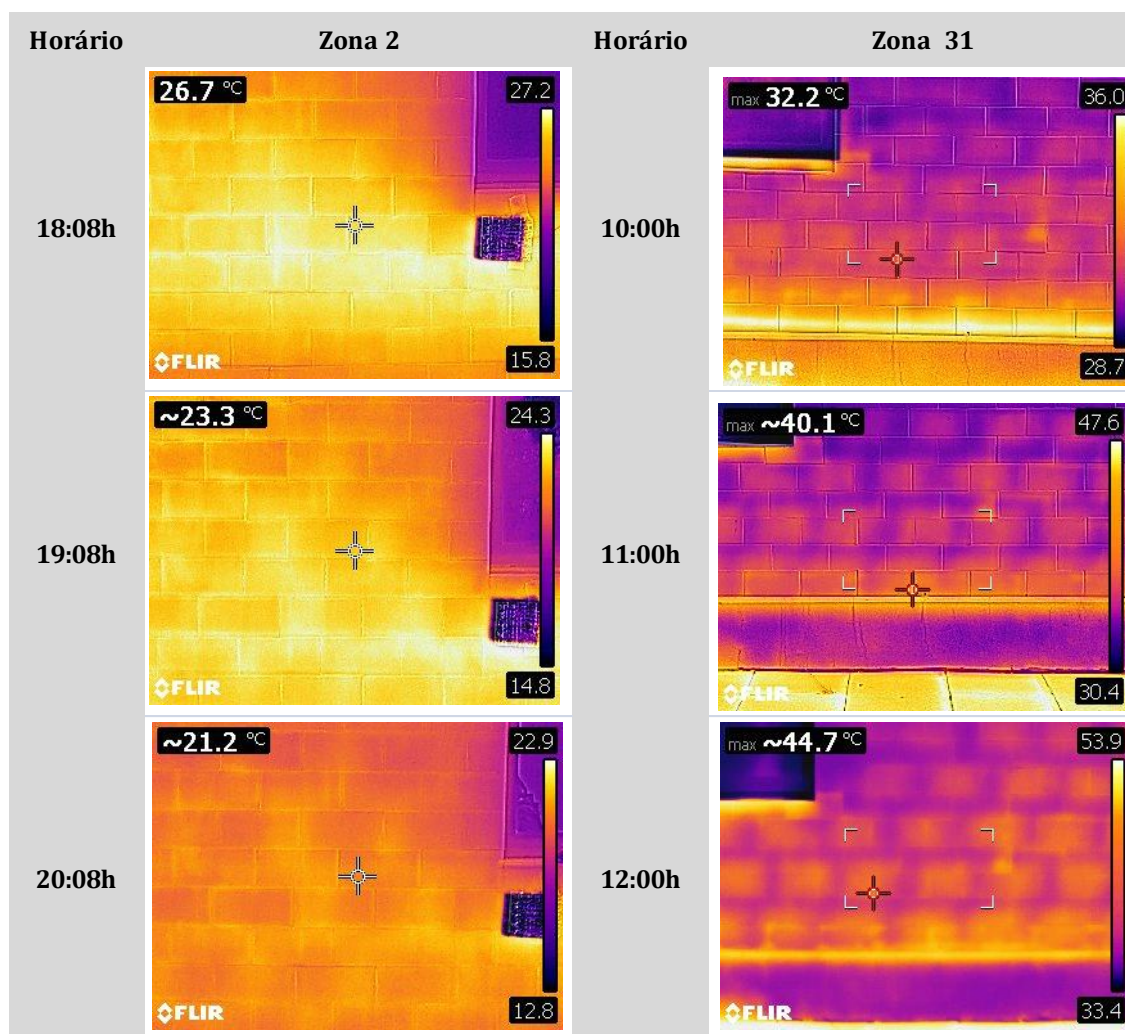 Horário Zona 2 Horário Zona 31
26.7 °C 27.2
18:08h
FLIR 15.8
max 32.2 °C 36.0
10:00h
FLIR 28.7
~23.3 °C 24.3
19:08h
FLIR 14.8
max ~40.1 °C 47.6
11:00h
FLIR 30.4
~21.2 °C 22.9
20:08h
FLIR 12.8
max ~44.7 °C 53.9
12:00h
FLIR 33.4